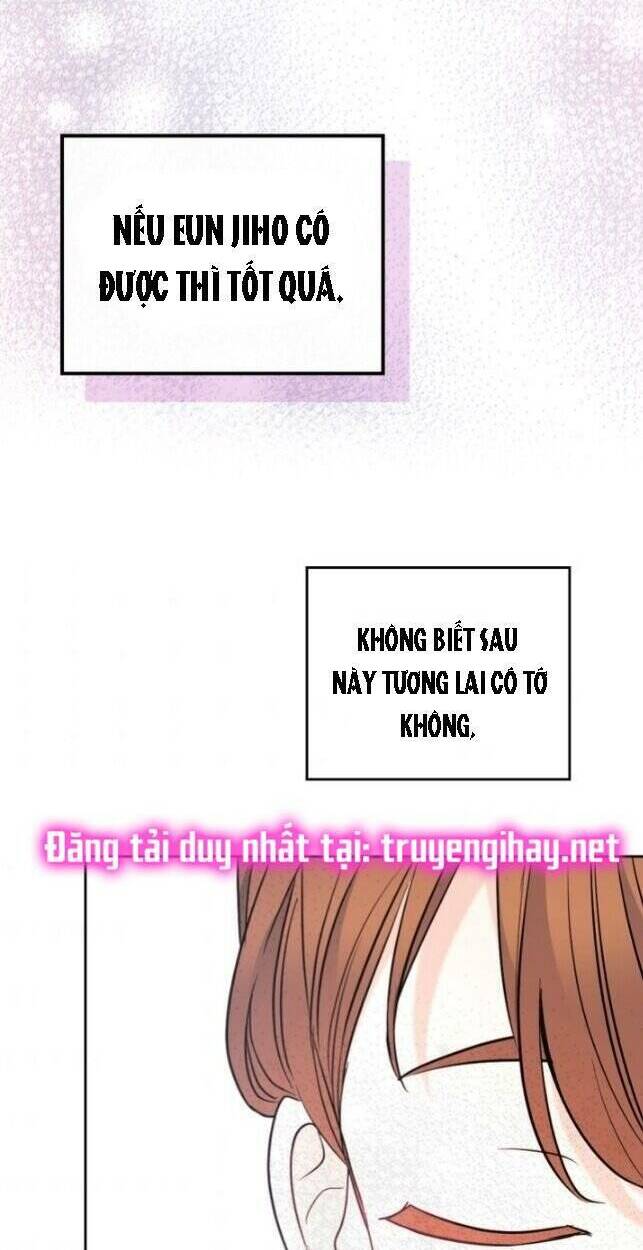 NẾU EUN JIHO CÓ
ĐƯỢC THÌ TỐT QUÁ.
KHÔNG BIẾT SAU
NÀY TƯƠNG LAI CÓ TỚ
KHÔNG,
Đăng tải duy nhất tại: truyengihay.net